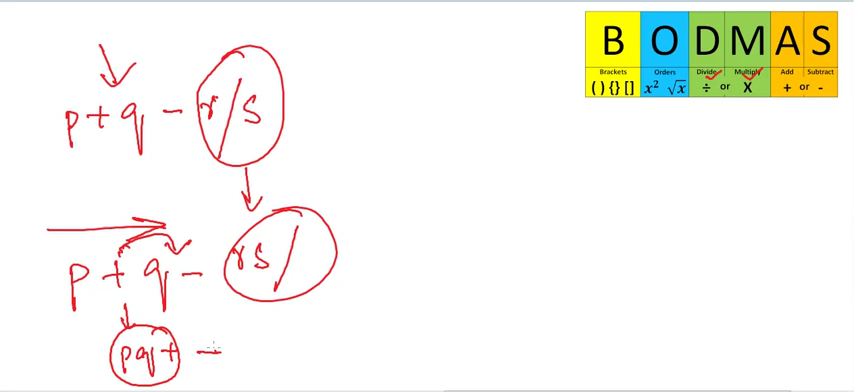 B O D M A S
Brackets Orders Divide Multiply Add Subtract
( ) { } [ ] x² √x ÷ or X + or -
p + q - r/s
p + q - rs/
pq+ -